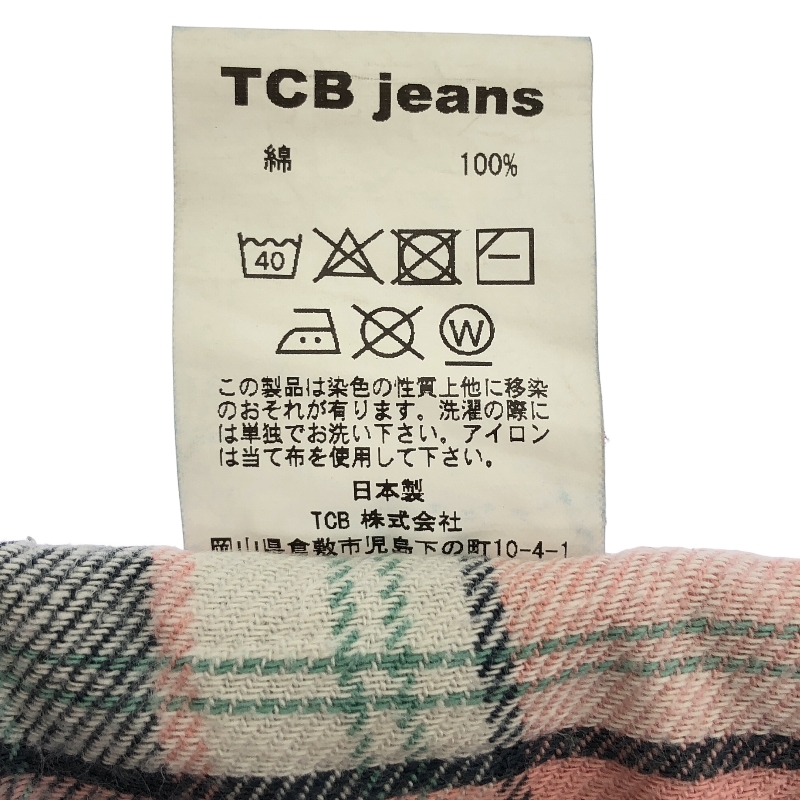 TCB jeans
綿 100%
40
W
この製品は染色の性質上他に移染
のおそれが有ります。洗濯の際に
は単独でお洗い下さい。アイロン
は当て布を使用して下さい。
日本製
TCB 株式会社
岡山県倉敷市児島下の町10-4-1